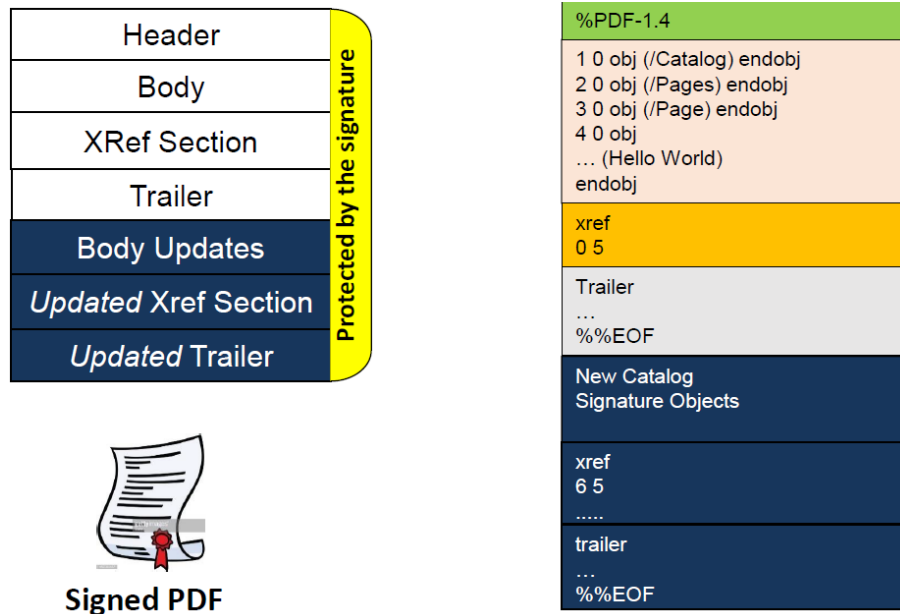 Header
Body
XRef Section
Trailer
Body Updates
Updated Xref Section
Updated Trailer
Protected by the signature
Signed PDF
%PDF-1.4
1 0 obj (/Catalog) endobj
2 0 obj (/Pages) endobj
3 0 obj (/Page) endobj
4 0 obj
… (Hello World)
endobj
xref
0 5
Trailer
…
%%EOF
New Catalog
Signature Objects
xref
6 5
.....
trailer
…
%%EOF